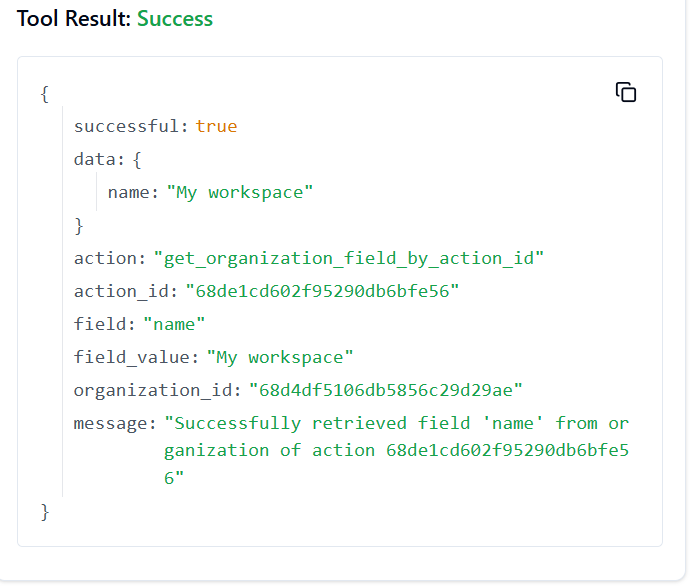 Tool Result: Success
{
successful: true
data: {
name: "My workspace"
}
action: "get_organization_field_by_action_id"
action_id: "68de1cd602f95290db6bfe56"
field: "name"
field_value: "My workspace"
organization_id: "68d4df5106db5856c29d29ae"
message: "Successfully retrieved field 'name' from or
ganization of action 68de1cd602f95290db6bfe5
6"
}